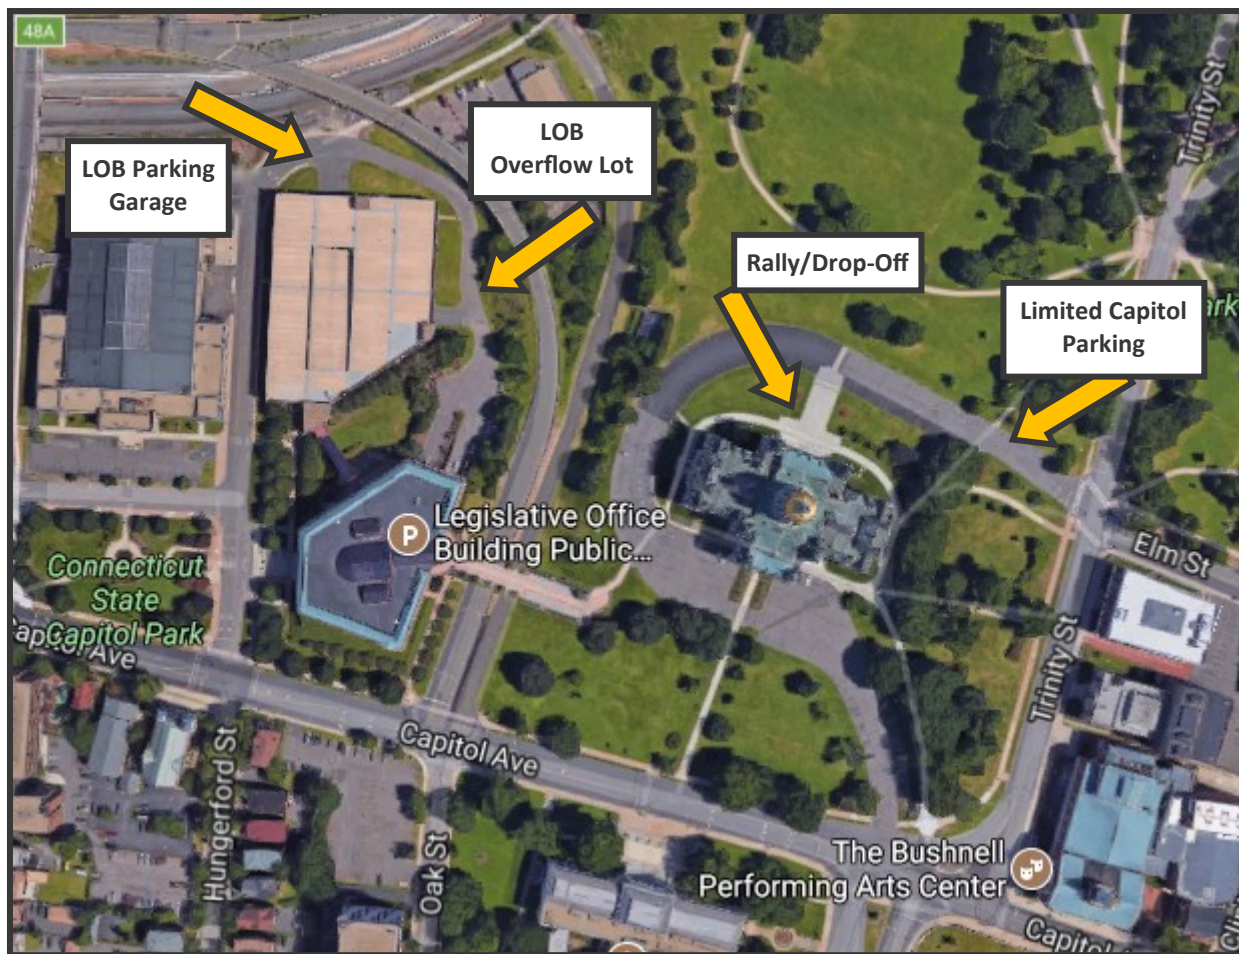 48A
Trinity St
LOB
Overflow Lot
LOB Parking
Garage
Rally/Drop-Off
Limited Capitol
Parking
ark
P
Legislative Office
Building Public...
Elm St
Connecticut
State
Capitol Park
Capitol Ave
Trinity St
Capitol Ave
Hungerford St
Oak St
The Bushnell
Performing Arts Center
Capitol